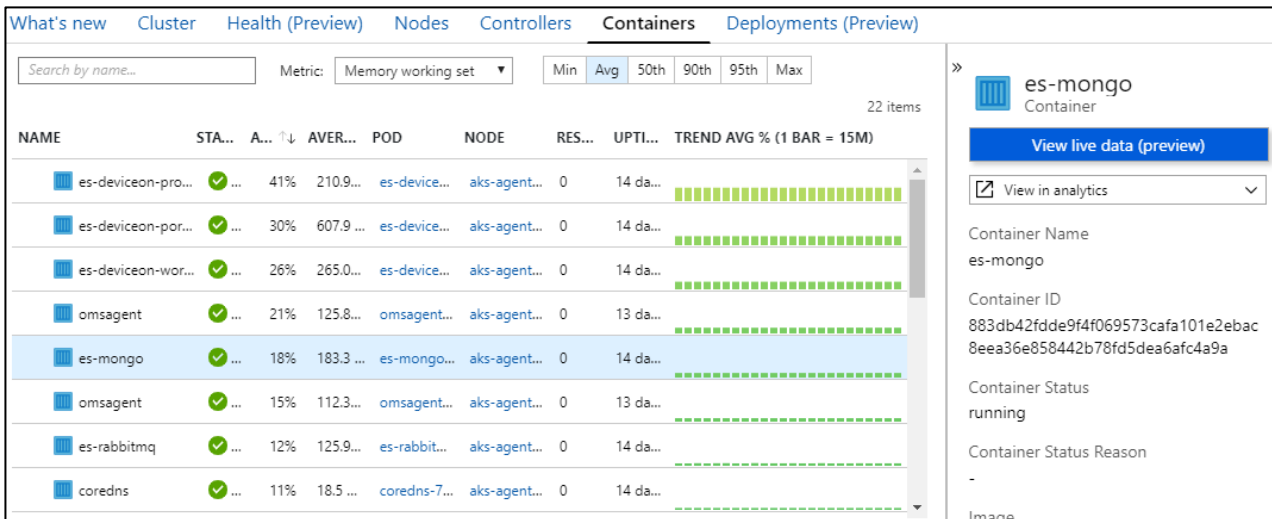 What's new Cluster Health (Preview) Nodes Controllers Containers Deployments (Preview)
Search by name... Metric: Memory working set Min Avg 50th 90th 95th Max
22 items
NAME STA... A... ↑↓ AVER... POD NODE RES... UPTI... TREND AVG % (1 BAR = 15M)
es-deviceon-pro... ... 41% 210.9... es-device... aks-agent... 0 14 da...
es-deviceon-por... ... 30% 607.9 ... es-device... aks-agent... 0 14 da...
es-deviceon-wor... ... 26% 265.0... es-device... aks-agent... 0 14 da...
omsagent ... 21% 125.8... omsagent... aks-agent... 0 13 da...
es-mongo ... 18% 183.3 ... es-mongo... aks-agent... 0 14 da...
omsagent ... 15% 112.3... omsagent... aks-agent... 0 13 da...
es-rabbitmq ... 12% 125.9... es-rabbit... aks-agent... 0 14 da...
coredns ... 11% 18.5 ... coredns-7... aks-agent... 0 14 da...
»
es-mongo
Container
View live data (preview)
View in analytics
Container Name
es-mongo
Container ID
883db42fdde9f4f069573cafa101e2ebac
8eea36e858442b78fd5dea6afc4a9a
Container Status
running
Container Status Reason
-
Image